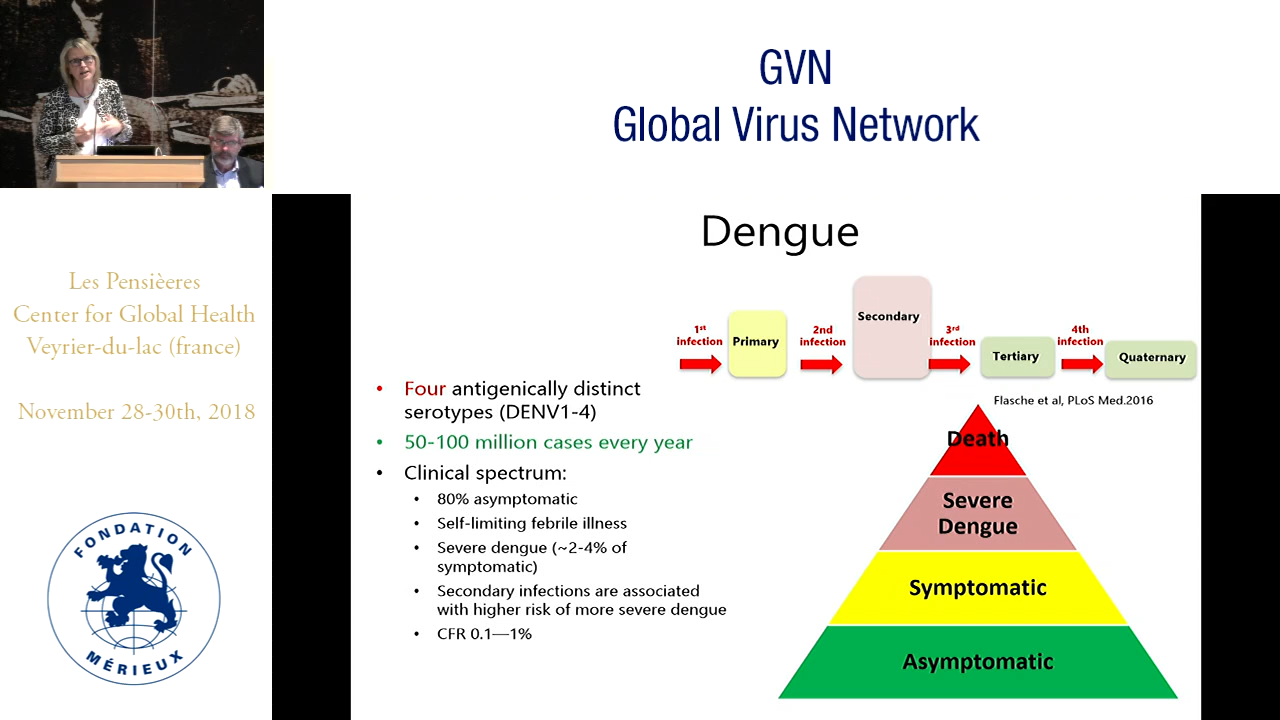 GVN
Global Virus Network
Les Pensièeres
Center for Global Health
Veyrier-du-lac (france)
November 28-30th, 2018
FONDATION
MÉRIEUX
Dengue
1st
infection
Primary
2nd
infection
Secondary
3rd
infection
Tertiary
4th
infection
Quaternary
Flasche et al, PLoS Med.2016
• Four antigenically distinct
serotypes (DENV1-4)
• 50-100 million cases every year
• Clinical spectrum:
• 80% asymptomatic
• Self-limiting febrile illness
• Severe dengue (~2-4% of
symptomatic)
• Secondary infections are associated
with higher risk of more severe dengue
• CFR 0.1—1%
Death
Severe
Dengue
Symptomatic
Asymptomatic